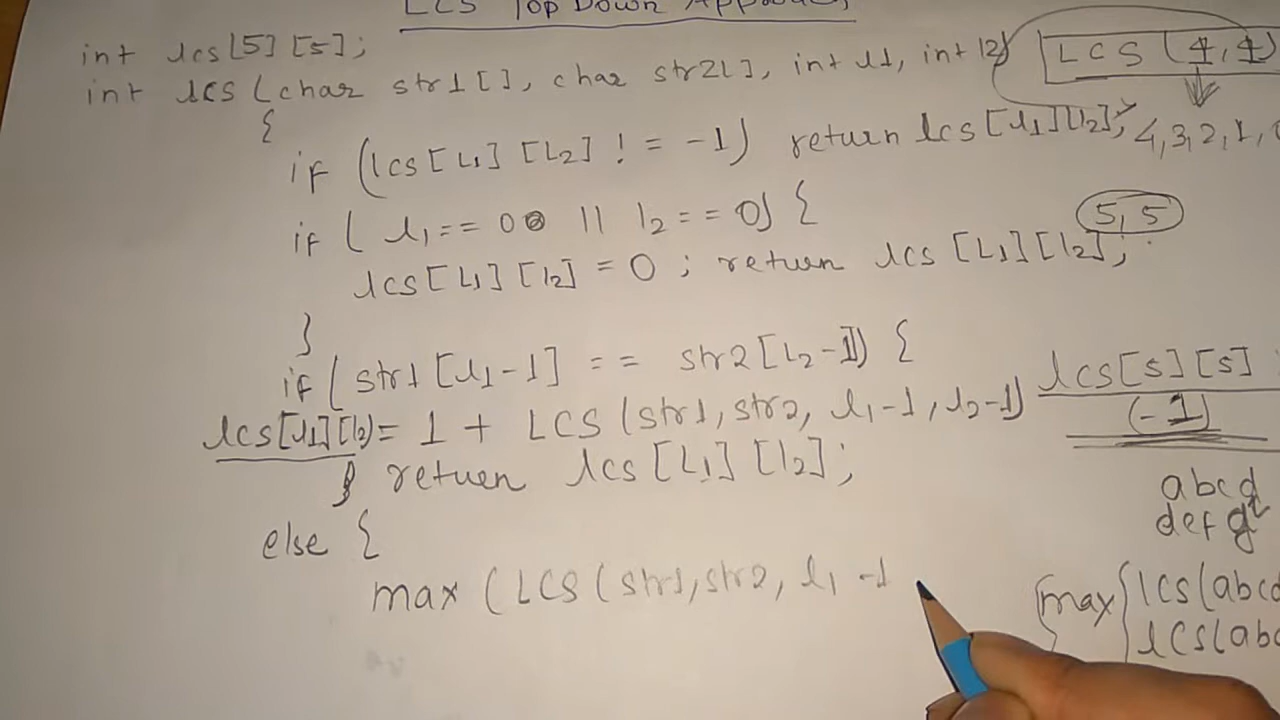 LCS Top Down Approach
int lcs[5][5];
int lcs (char str1[], char str2[], int l1, int l2)
{
if (lcs[L1][L2] != -1) return lcs[l1][l2];
if (l1 == 0 || l2 == 0) {
lcs[L1][l2] = 0; return lcs[L1][l2];
}
if (str1[l1-1] == str2[L2-1]) {
lcs[l1][l2] = 1 + LCS (str1, str2, l1-1, l2-1)
} return lcs[L1][l2];
else {
max (LCS (str1, str2, l1 -1
LCS (4,4)
4,3,2,1,
5,5
lcs[5][5]
(-1)
abcd
defg
max { lcs(abcd
lcs(abc